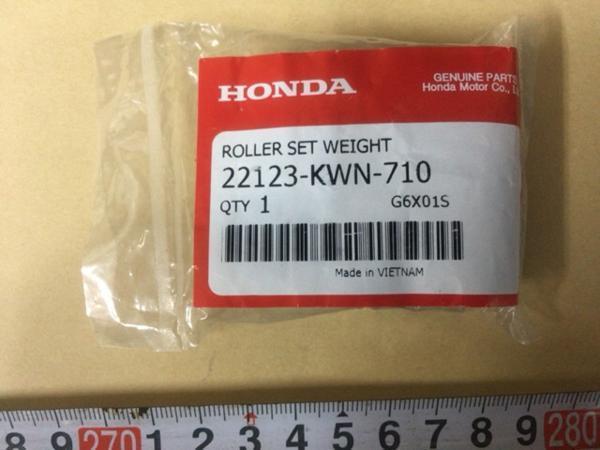 HONDA
GENUINE PARTS
Honda Motor Co.,
ROLLER SET WEIGHT
22123-KWN-710
QTY 1 G6X01S
Made in VIETNAM
8 9 270 1 2 3 4 5 6 7 8 9 280